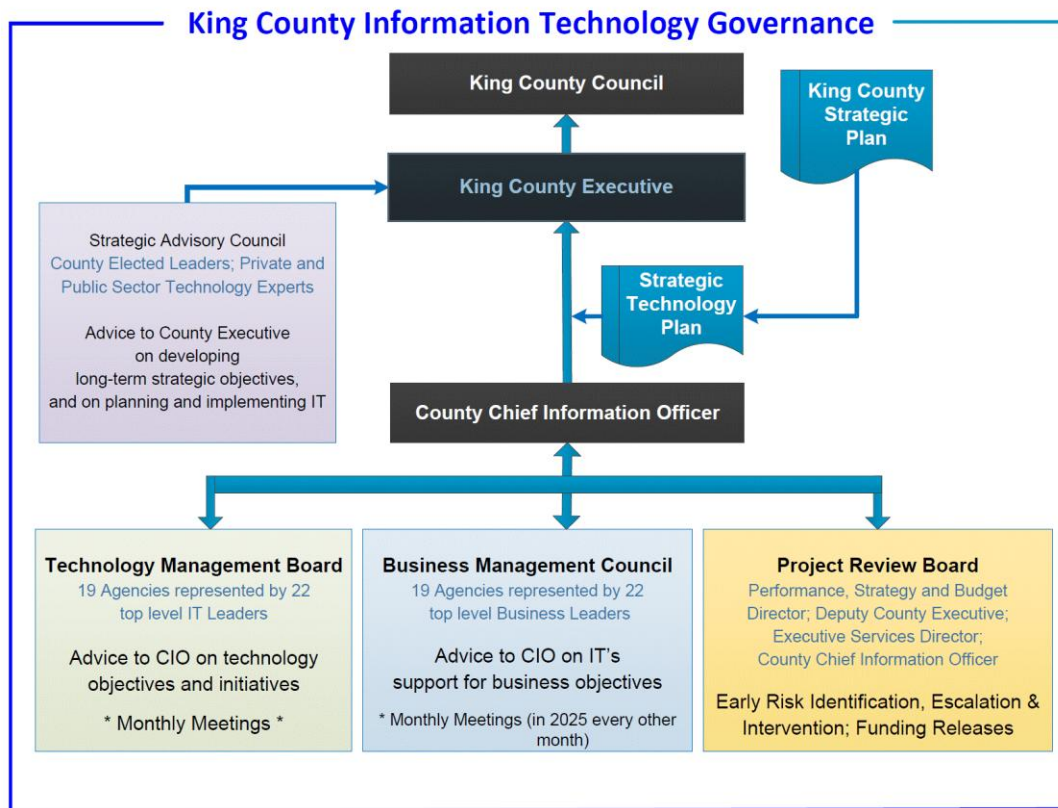 King County Information Technology Governance
King County Council
King County
Strategic
Plan
King County Executive
Strategic Advisory Council
County Elected Leaders; Private and
Public Sector Technology Experts
Advice to County Executive
on developing
long-term strategic objectives,
and on planning and implementing IT
Strategic
Technology
Plan
County Chief Information Officer
Technology Management Board
19 Agencies represented by 22
top level IT Leaders
Advice to CIO on technology
objectives and initiatives
* Monthly Meetings *
Business Management Council
19 Agencies represented by 22
top level Business Leaders
Advice to CIO on IT’s
support for business objectives
* Monthly Meetings (in 2025 every other
month)
Project Review Board
Performance, Strategy and Budget
Director; Deputy County Executive;
Executive Services Director;
County Chief Information Officer
Early Risk Identification, Escalation &
Intervention; Funding Releases